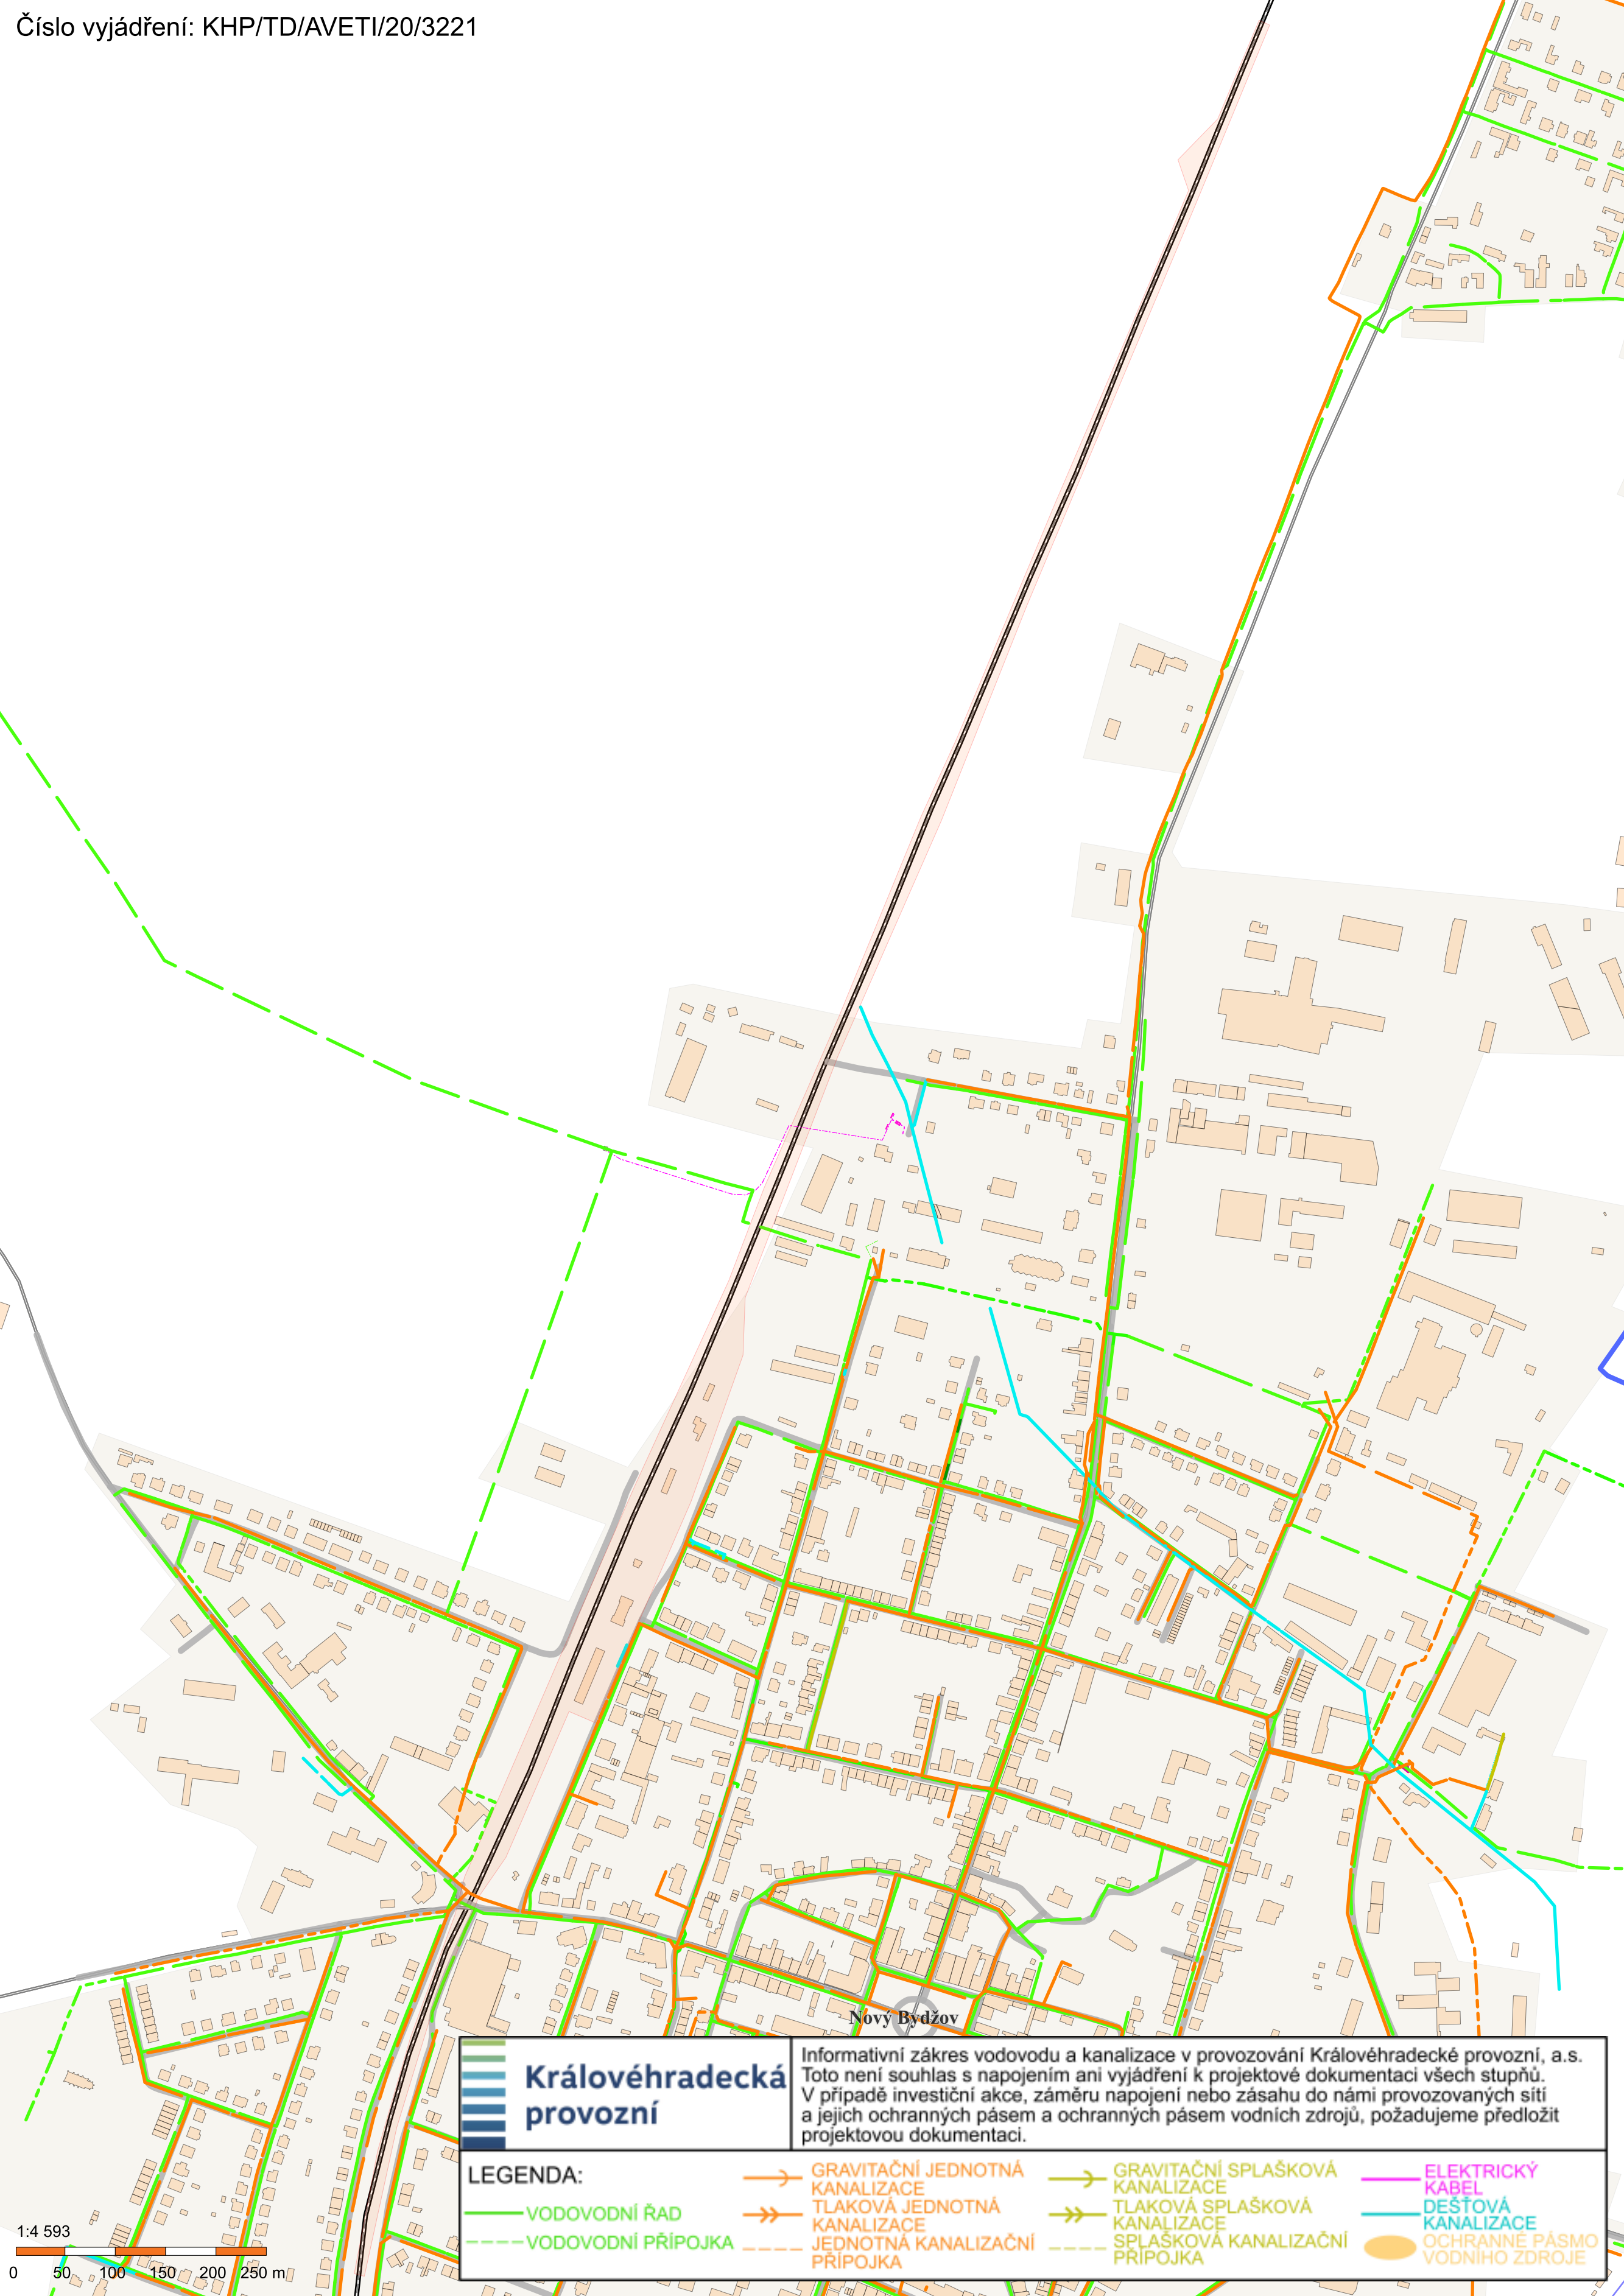 Číslo vyjádření: KHP/TD/AVETI/20/3221
Nový Bydžov
Královéhradecká
provozní
Informativní zákres vodovodu a kanalizace v provozování Královéhradecké provozní, a.s.
Toto není souhlas s napojením ani vyjádření k projektové dokumentaci všech stupňů.
V případě investiční akce, záměru napojení nebo zásahu do námi provozovaných sítí
a jejich ochranných pásem a ochranných pásem vodních zdrojů, požadujeme předložit
projektovou dokumentaci.
LEGENDA:
VODOVODNÍ ŘAD
VODOVODNÍ PŘÍPOJKA
GRAVITAČNÍ JEDNOTNÁ
KANALIZACE
TLAKOVÁ JEDNOTNÁ
KANALIZACE
JEDNOTNÁ KANALIZAČNÍ
PŘÍPOJKA
GRAVITAČNÍ SPLAŠKOVÁ
KANALIZACE
TLAKOVÁ SPLAŠKOVÁ
KANALIZACE
SPLAŠKOVÁ KANALIZAČNÍ
PŘÍPOJKA
ELEKTRICKÝ
KABEL
DEŠŤOVÁ
KANALIZACE
OCHRANNÉ PÁSMO
VODNÍHO ZDROJE
1:4 593
0 50 100 150 200 250 m